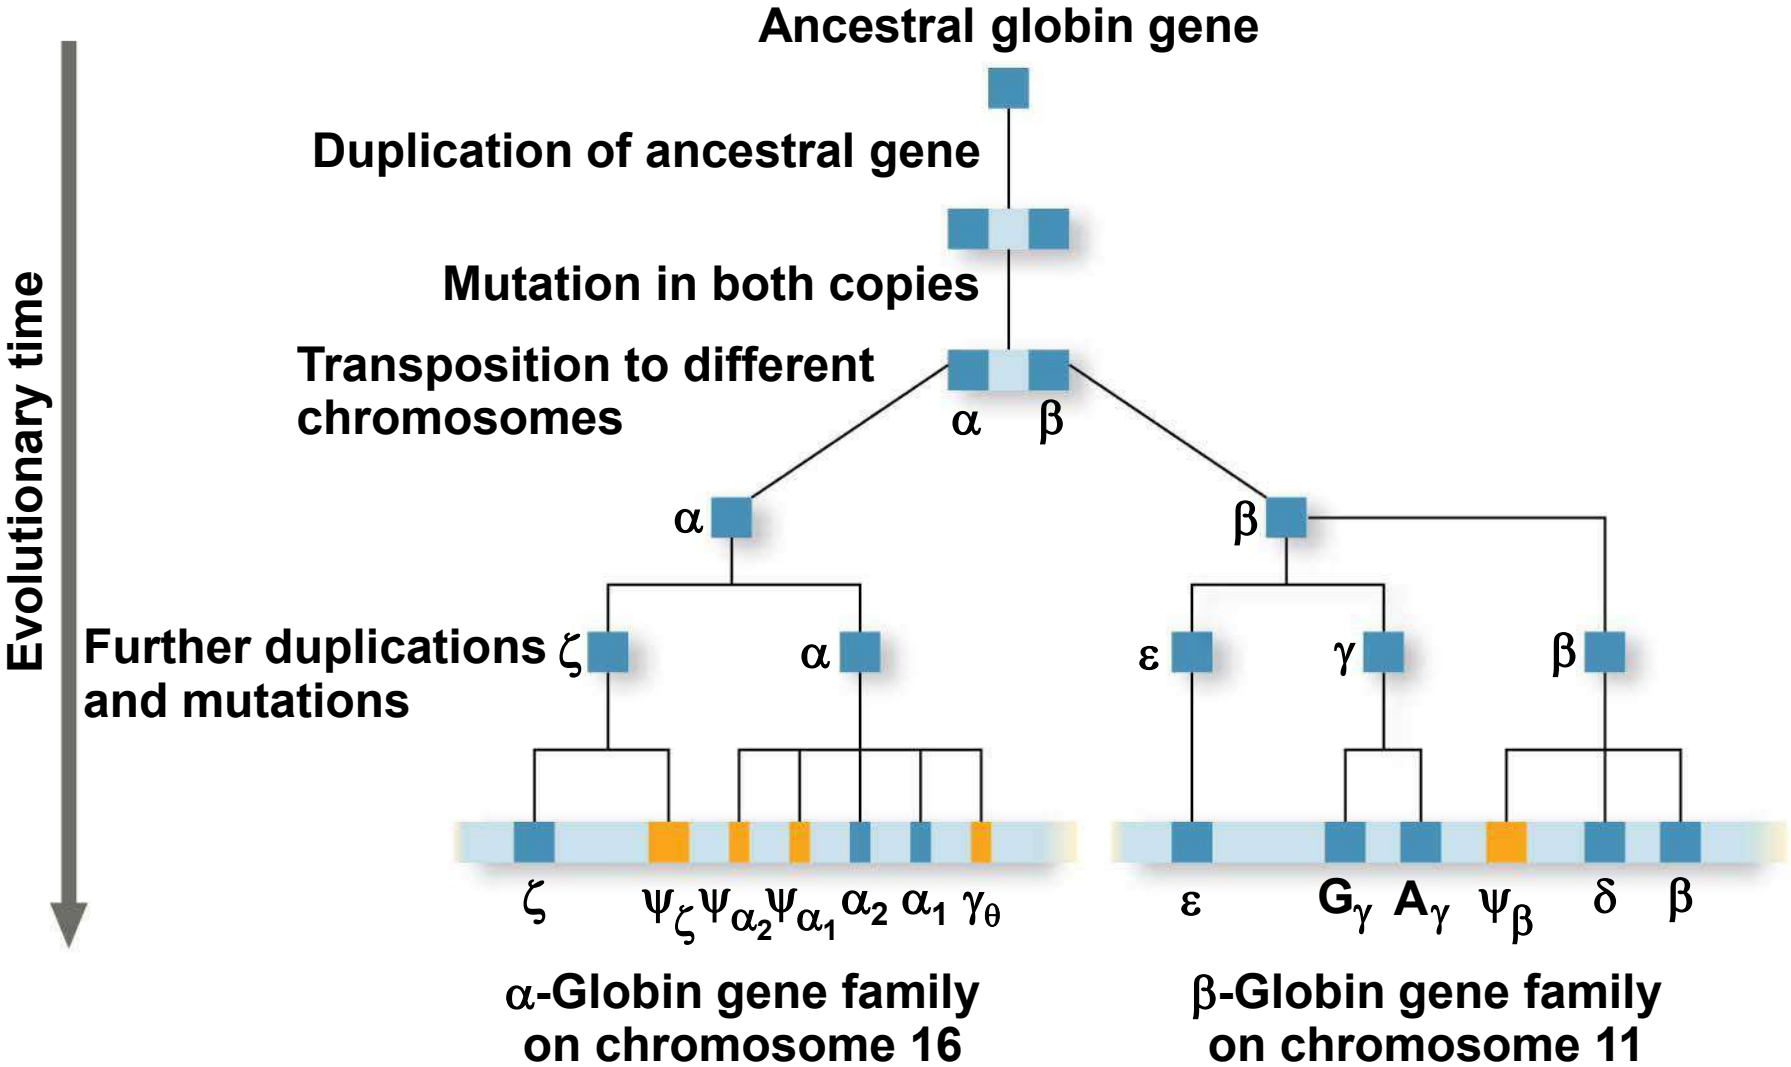 Ancestral globin gene
Duplication of ancestral gene
Mutation in both copies
Transposition to different
chromosomes
α β
α β
Evolutionary time
Further duplications
and mutations
ζ α ε γ β
ζ ψζ ψα2 ψα1 α2 α1 γθ ε Gγ Aγ ψβ δ β
α-Globin gene family
on chromosome 16
β-Globin gene family
on chromosome 11